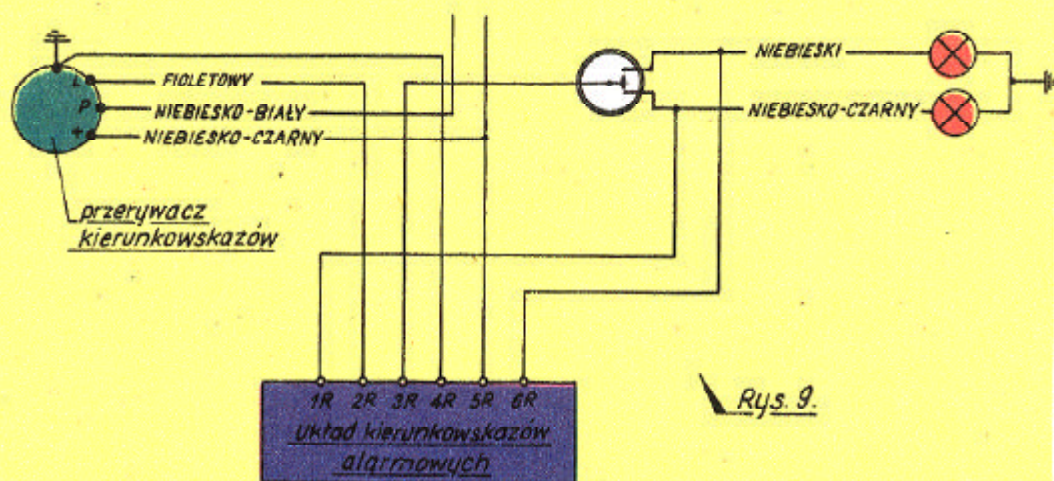 L
FIOLETOWY
P
NIEBIESKO-BIAŁY
+
NIEBIESKO-CZARNY
przerywacz
kierunkowskazów
NIEBIESKI
NIEBIESKO-CZARNY
1R 2R 3R 4R 5R 6R
układ kierunkowskazów
alarmowych
Rys. 9.